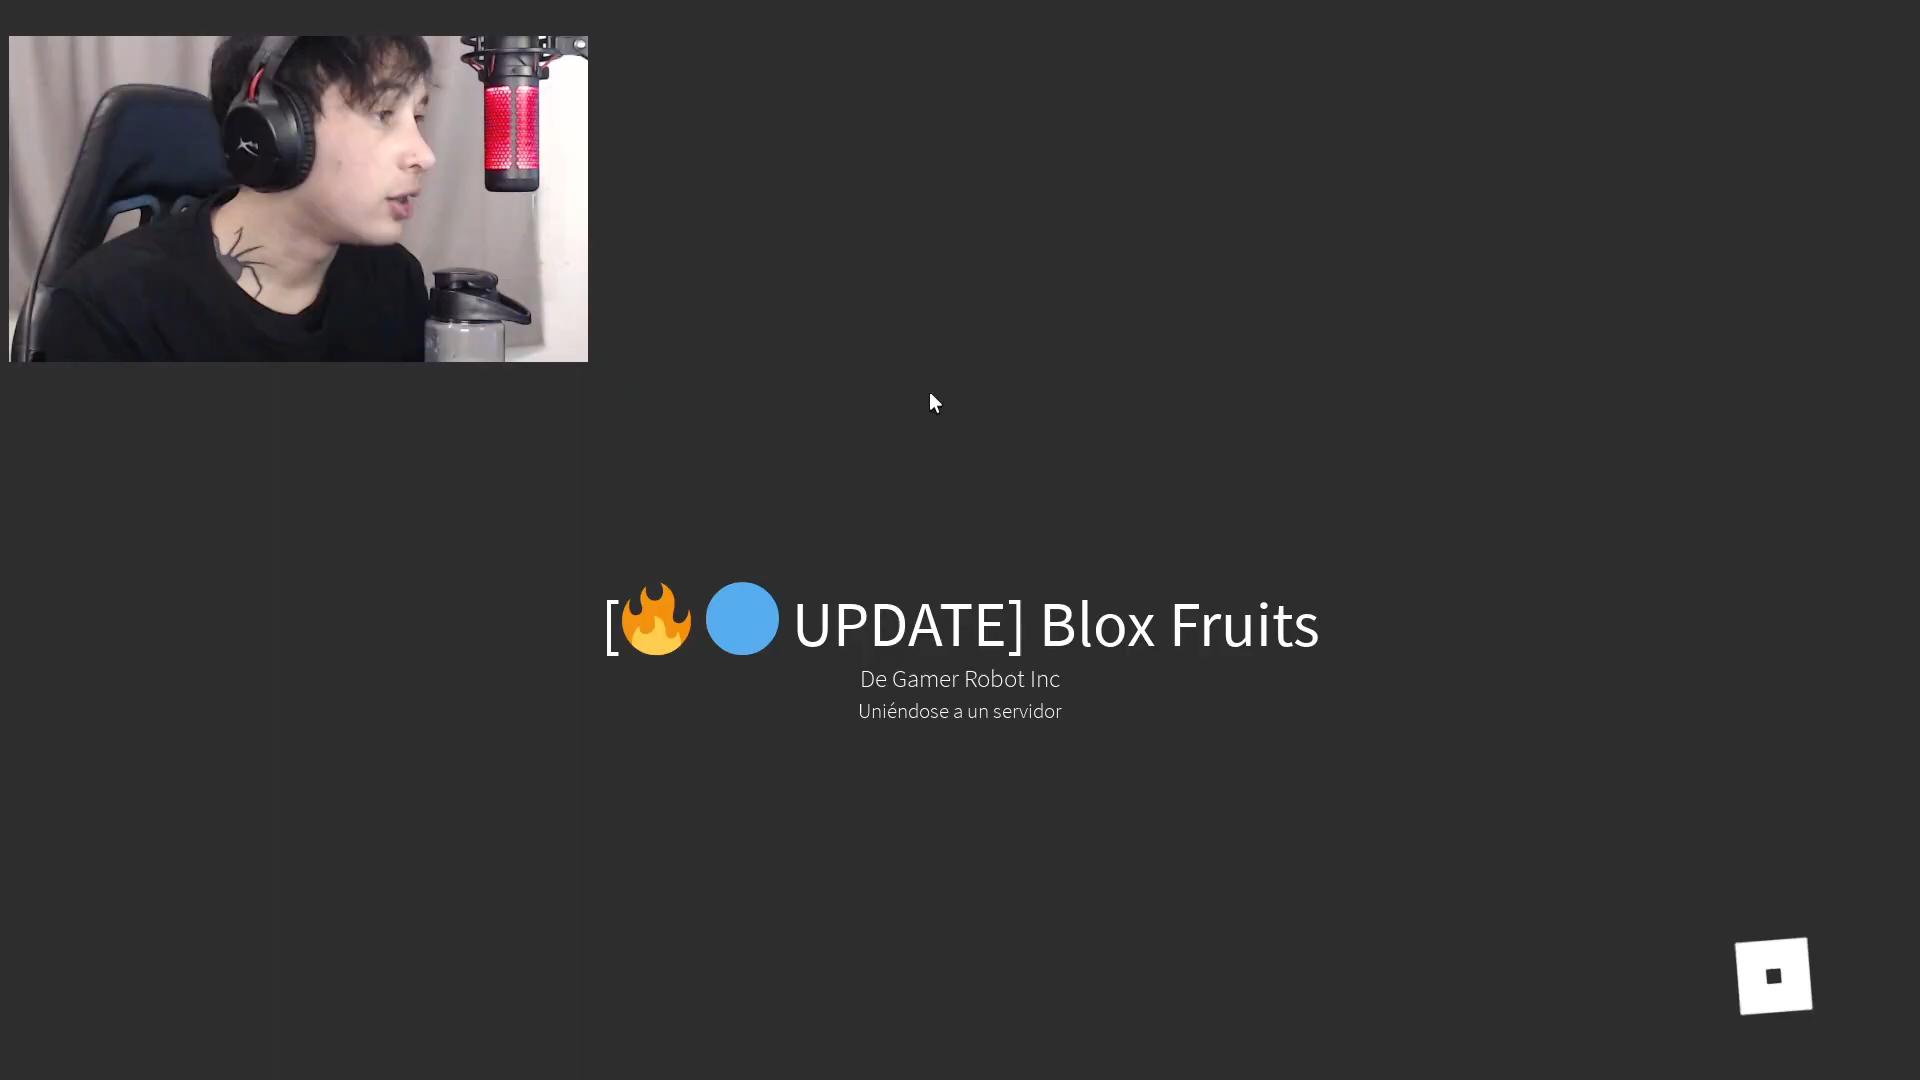 [🔥🔵 UPDATE] Blox Fruits
De Gamer Robot Inc
Uniéndose a un servidor